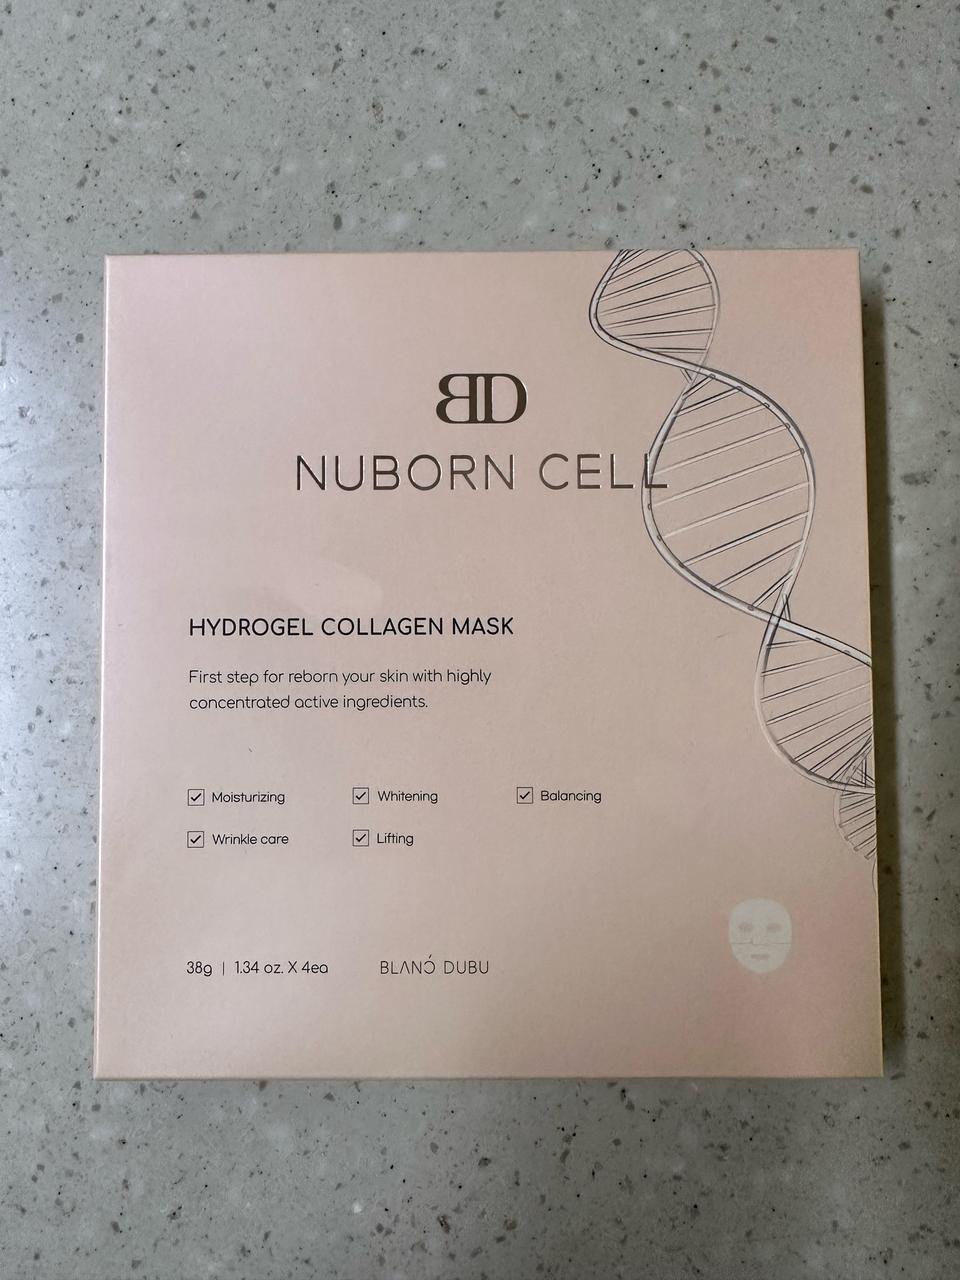 BD
NUBORN CELL
HYDROGEL COLLAGEN MASK
First step for reborn your skin with highly
concentrated active ingredients.
Moisturizing Whitening Balancing
Wrinkle care Lifting
38g | 1.34 oz. X 4ea BLANÓ DUBU